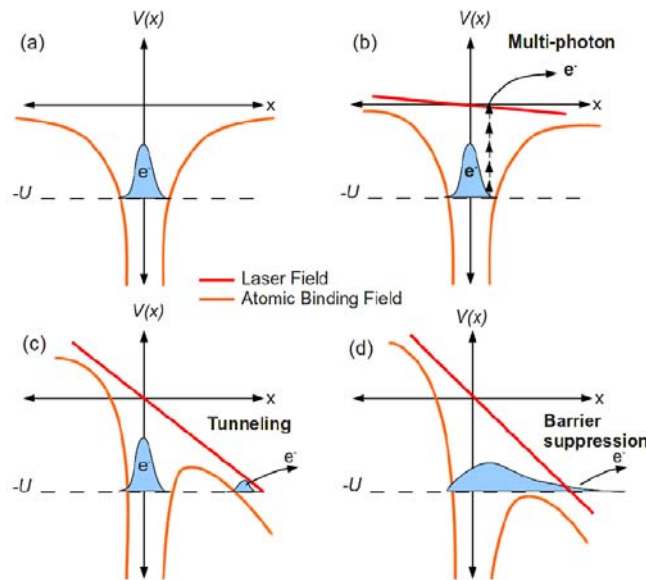 V(x)
(a)
x
e-
-U
V(x)
(b)
Multi-photon
e-
x
e-
-U
Laser Field
Atomic Binding Field
V(x)
(c)
x
Tunneling
e-
e-
-U
V(x)
(d)
x
Barrier
suppression
e-
-U